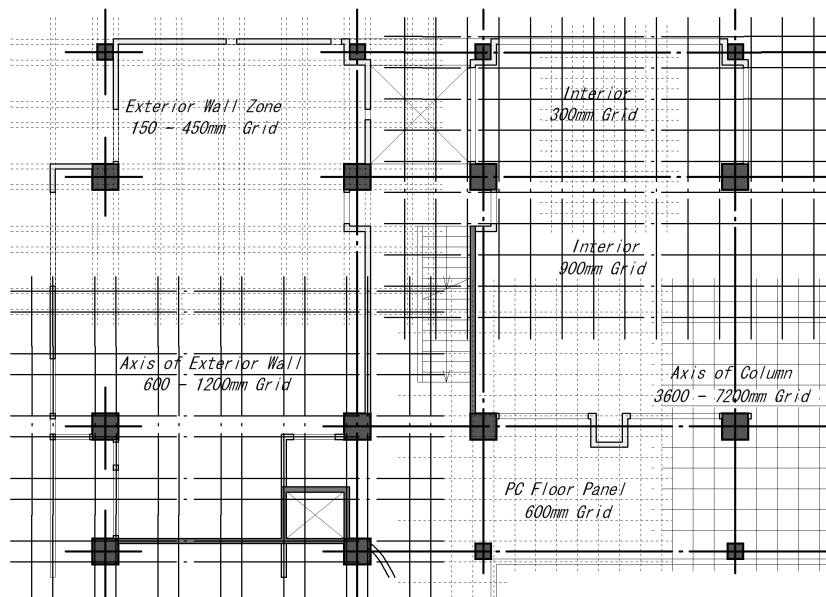 Exterior Wall Zone
150 - 450mm Grid
Interior
300mm Grid
Interior
900mm Grid
Axis of Exterior Wall
600 - 1200mm Grid
Axis of Column
3600 - 7200mm Grid
PC Floor Panel
600mm Grid